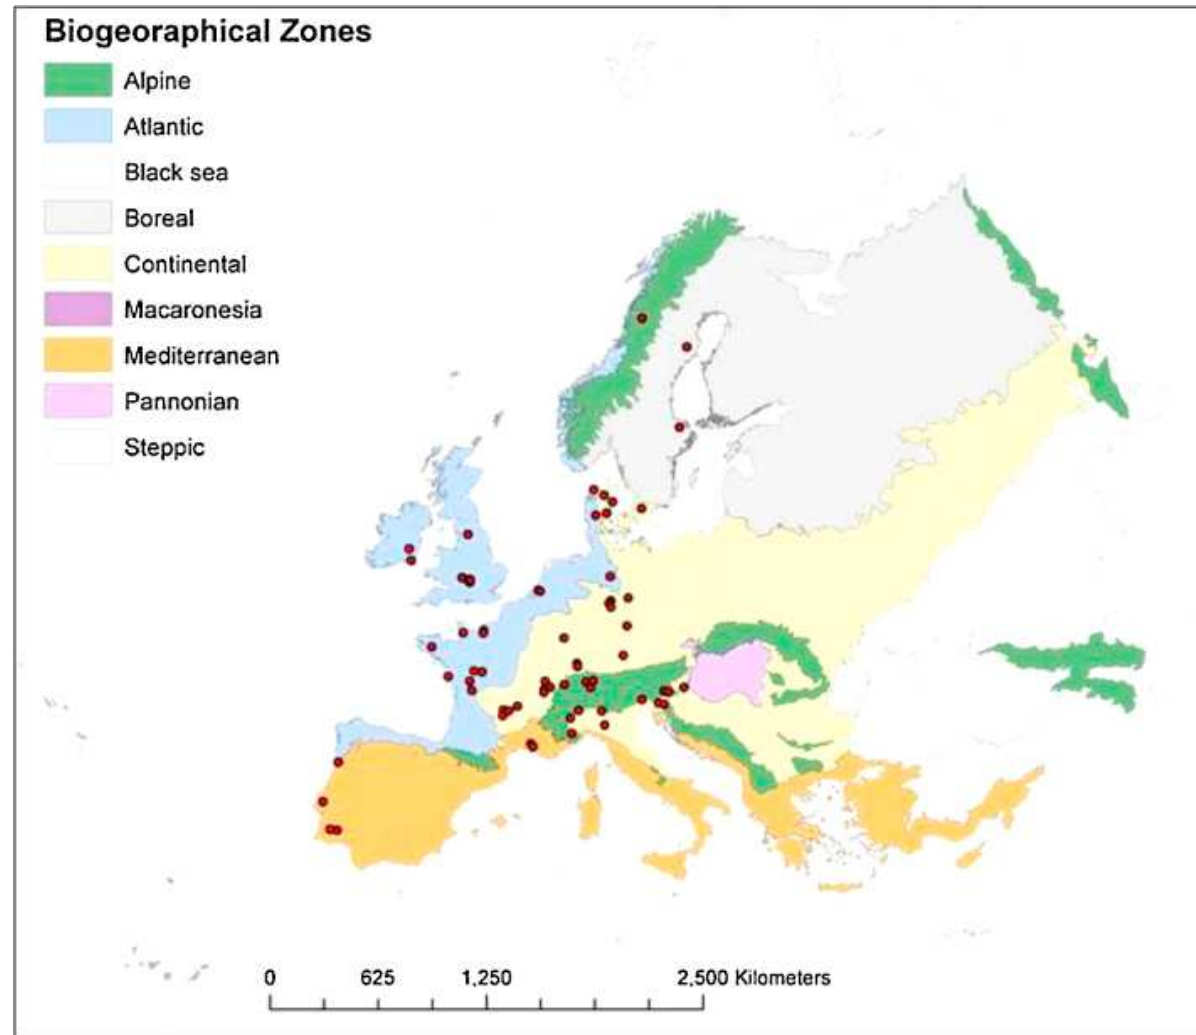 Biogeoraphical Zones
Alpine
Atlantic
Black sea
Boreal
Continental
Macaronesia
Mediterranean
Pannonian
Steppic
0 625 1,250 2,500 Kilometers